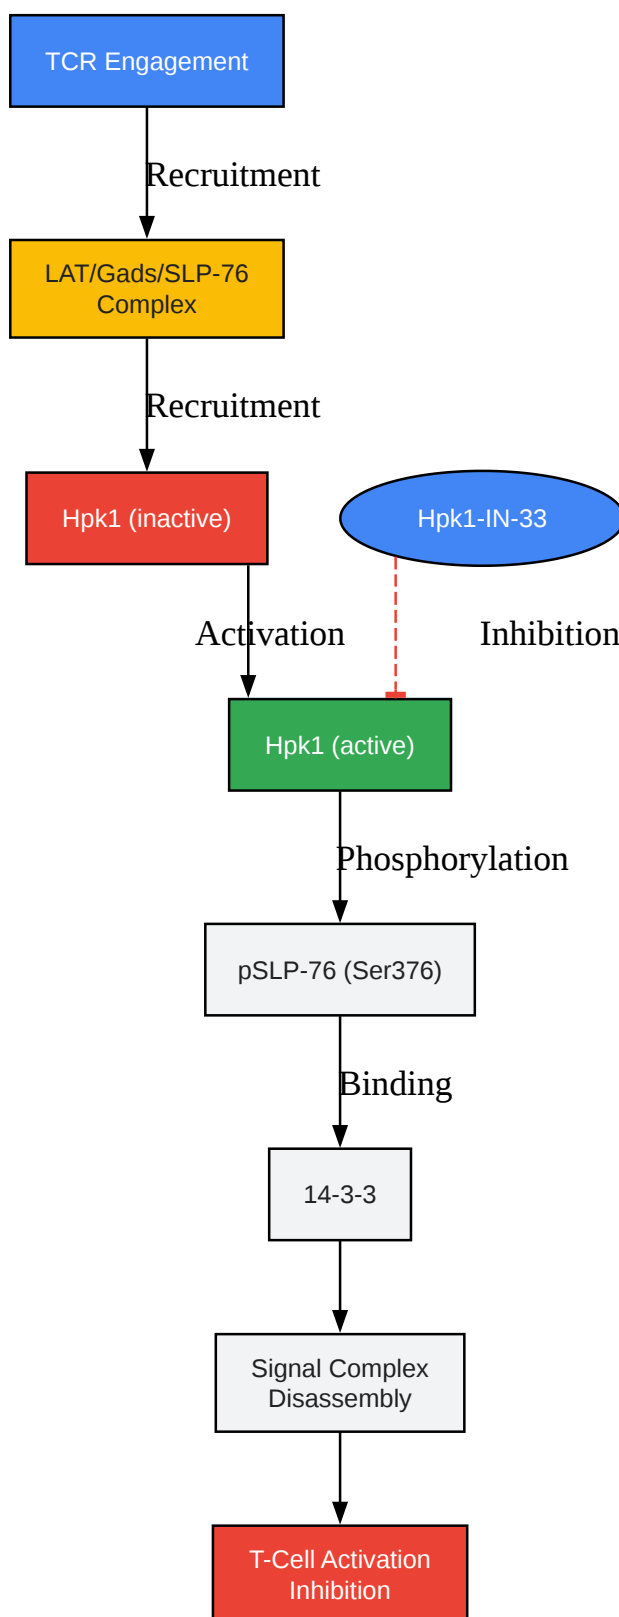 TCR Engagement
Recruitment
LAT/Gads/SLP-76
Complex
Recruitment
Hpk1 (inactive)
Hpk1-IN-33
Activation
Inhibition
Hpk1 (active)
Phosphorylation
pSLP-76 (Ser376)
Binding
14-3-3
Signal Complex
Disassembly
T-Cell Activation
Inhibition